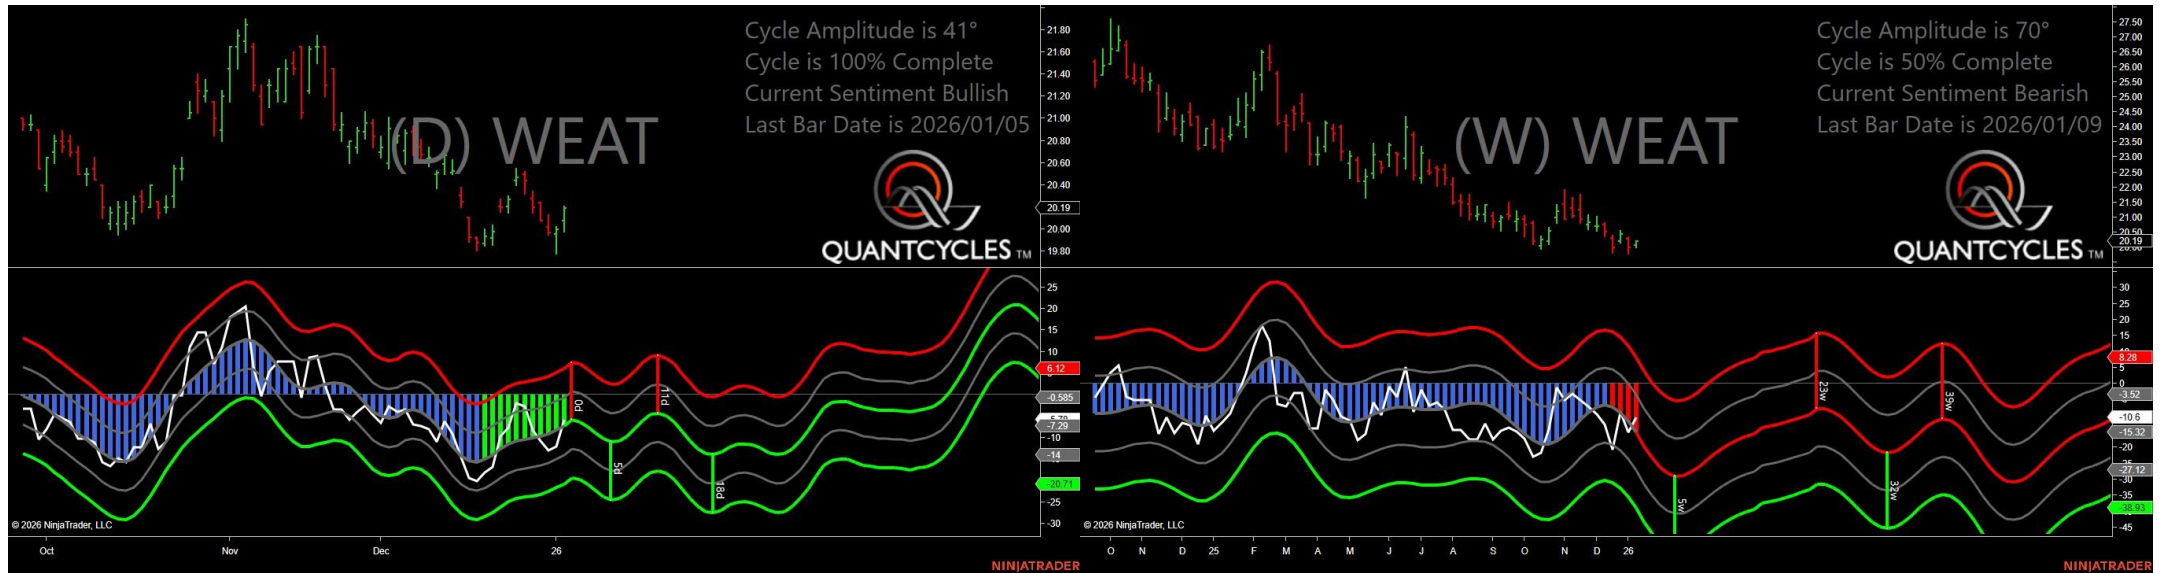 Cycle Amplitude is 41°
Cycle is 100% Complete
Current Sentiment Bullish
Last Bar Date is 2026/01/05
(D) WEAT
QUANTCYCLES TM
21.80
21.60
21.40
21.20
21.00
20.80
20.60
20.40
20.19
20.00
19.80
25
20
15
10
6.12
-0.585
-7.29
-10
-14
-20.71
-25
-30
0d
5d
11d
18d
© 2026 NinjaTrader, LLC
Oct
Nov
Dec
26
NINJATRADER
Cycle Amplitude is 70°
Cycle is 50% Complete
Current Sentiment Bearish
Last Bar Date is 2026/01/09
(W) WEAT
QUANTCYCLES TM
27.50
27.00
26.50
26.00
25.50
25.00
24.50
24.00
23.50
23.00
22.50
22.00
21.50
21.00
20.50
20.19
30
25
20
15
8.28
5
0
-3.52
-10.6
-15.32
-20
-27.12
-30
-35
-38.93
-45
5w
23w
32w
39w
© 2026 NinjaTrader, LLC
O N D 25 F M A M J J A S O N D 26
NINJATRADER